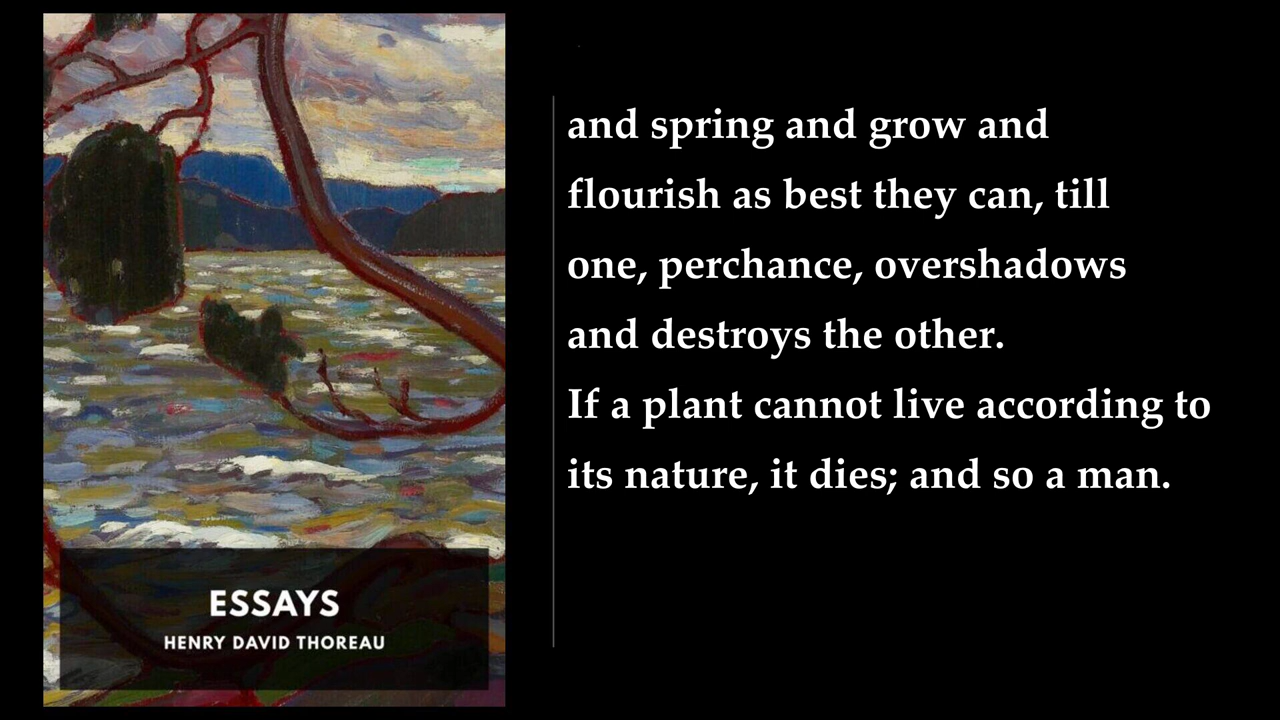 and spring and grow and
flourish as best they can, till
one, perchance, overshadows
and destroys the other.
If a plant cannot live according to
its nature, it dies; and so a man.
ESSAYS
HENRY DAVID THOREAU